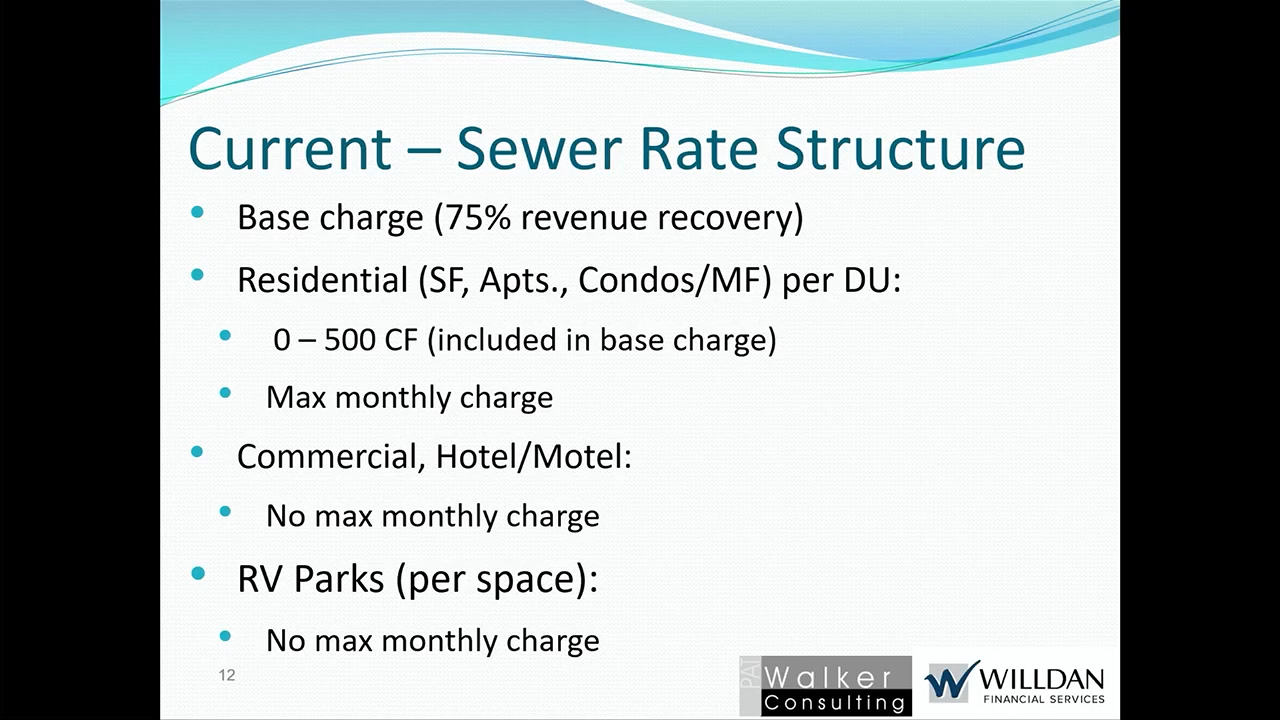 Current – Sewer Rate Structure
• Base charge (75% revenue recovery)
• Residential (SF, Apts., Condos/MF) per DU:
• 0 – 500 CF (included in base charge)
• Max monthly charge
• Commercial, Hotel/Motel:
• No max monthly charge
• RV Parks (per space):
• No max monthly charge
12
PAT Walker
Consulting
WILLDAN
FINANCIAL SERVICES